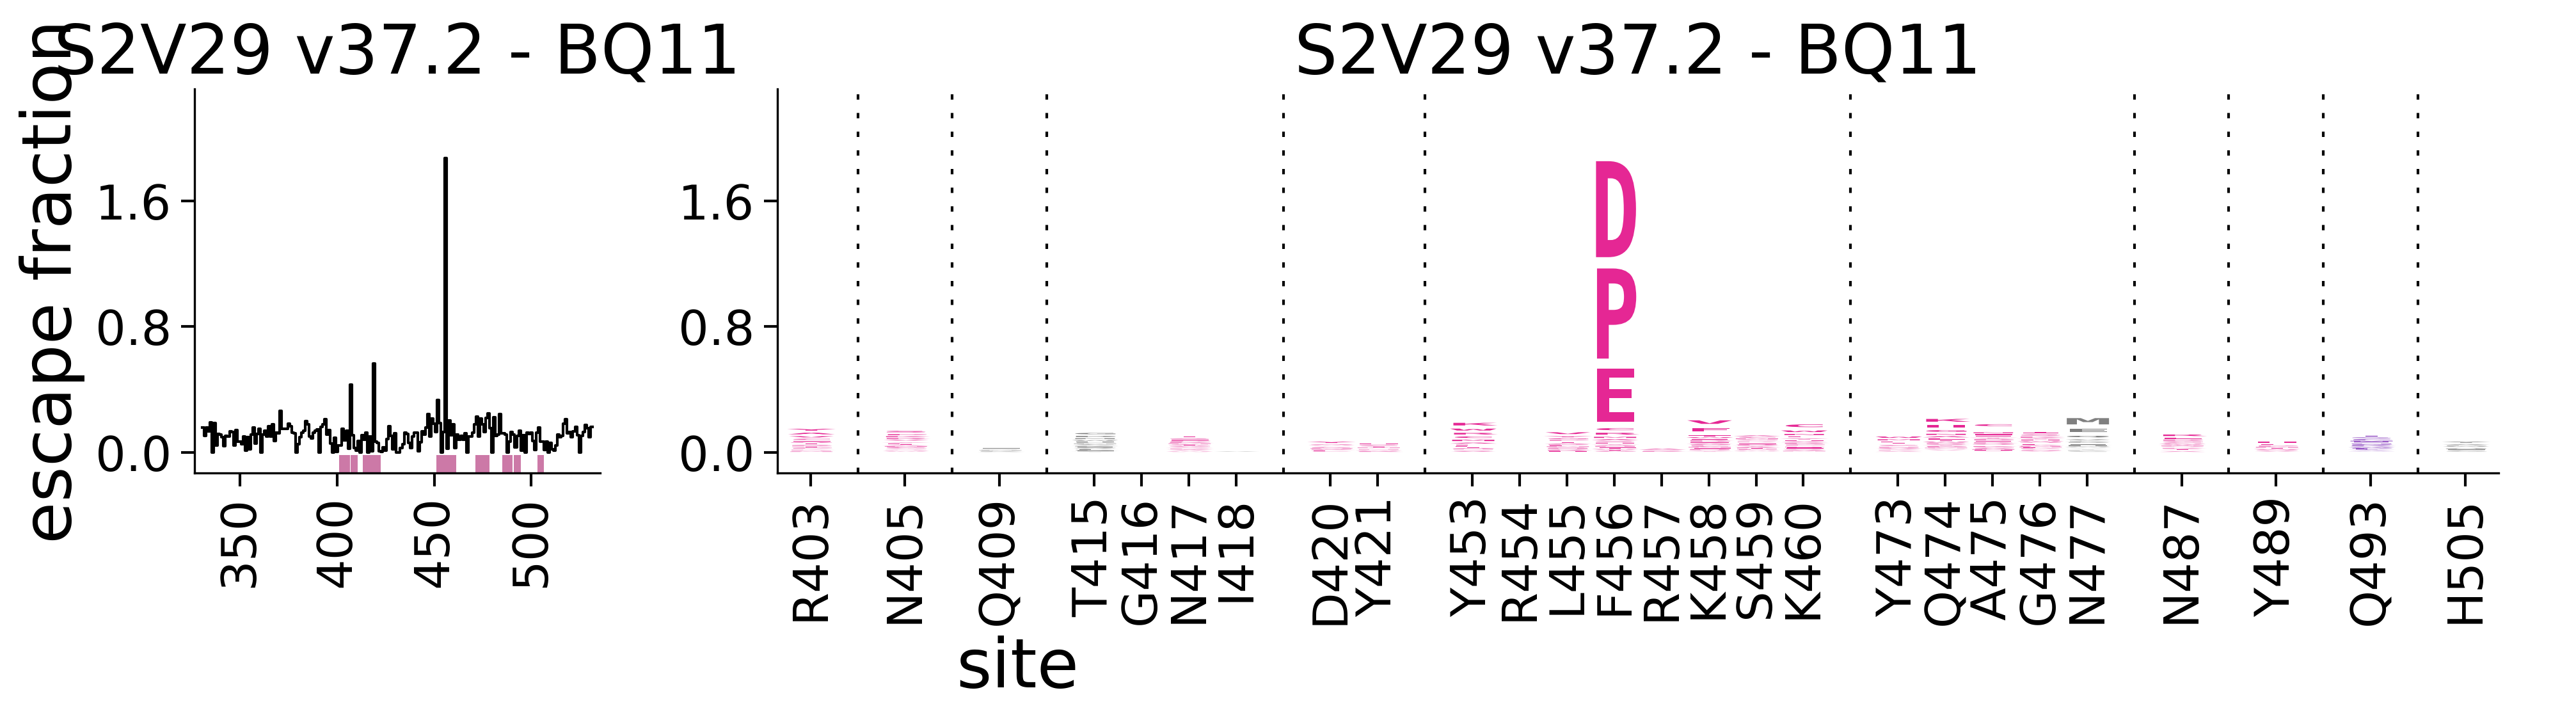 S2V29 v37.2 - BQ11
S2V29 v37.2 - BQ11
escape fraction
1.6
0.8
0.0
350
400
450
500
1.6
0.8
0.0
D
P
E
M
R403
N405
Q409
T415
G416
N417
I418
D420
Y421
Y453
R454
L455
F456
R457
K458
S459
K460
Y473
Q474
A475
G476
N477
N487
Y489
Q493
H505
site